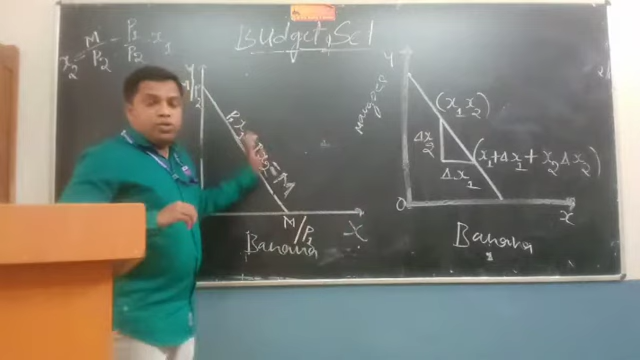 Budget Set
x₂ = M/P₂ - P₁/P₂ x₁
Y
M/P₂
P₁x₁ + P₂x₂ = M
M/P₁
X
Banana
Y
mangoes
(x₁ x₂)
Δx₂
Δx₁
(x₁+Δx₁ + x₂ Δx₂)
O
X
Banana